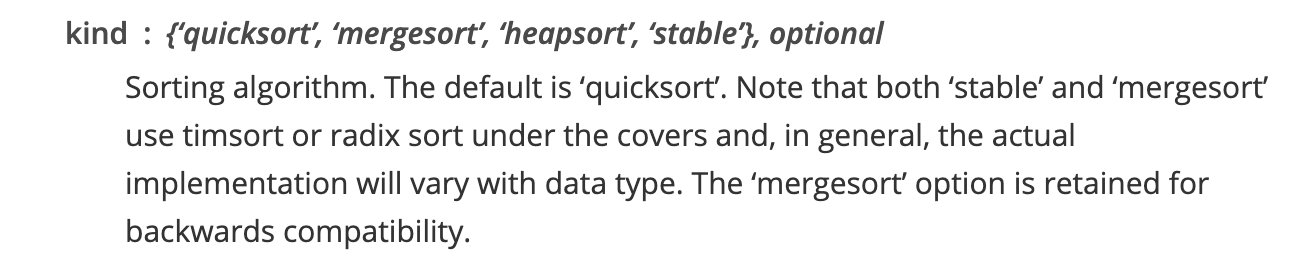 kind : {‘quicksort’, ‘mergesort’, ‘heapsort’, ‘stable’}, optional
Sorting algorithm. The default is ‘quicksort’. Note that both ‘stable’ and ‘mergesort’
use timsort or radix sort under the covers and, in general, the actual
implementation will vary with data type. The ‘mergesort’ option is retained for
backwards compatibility.